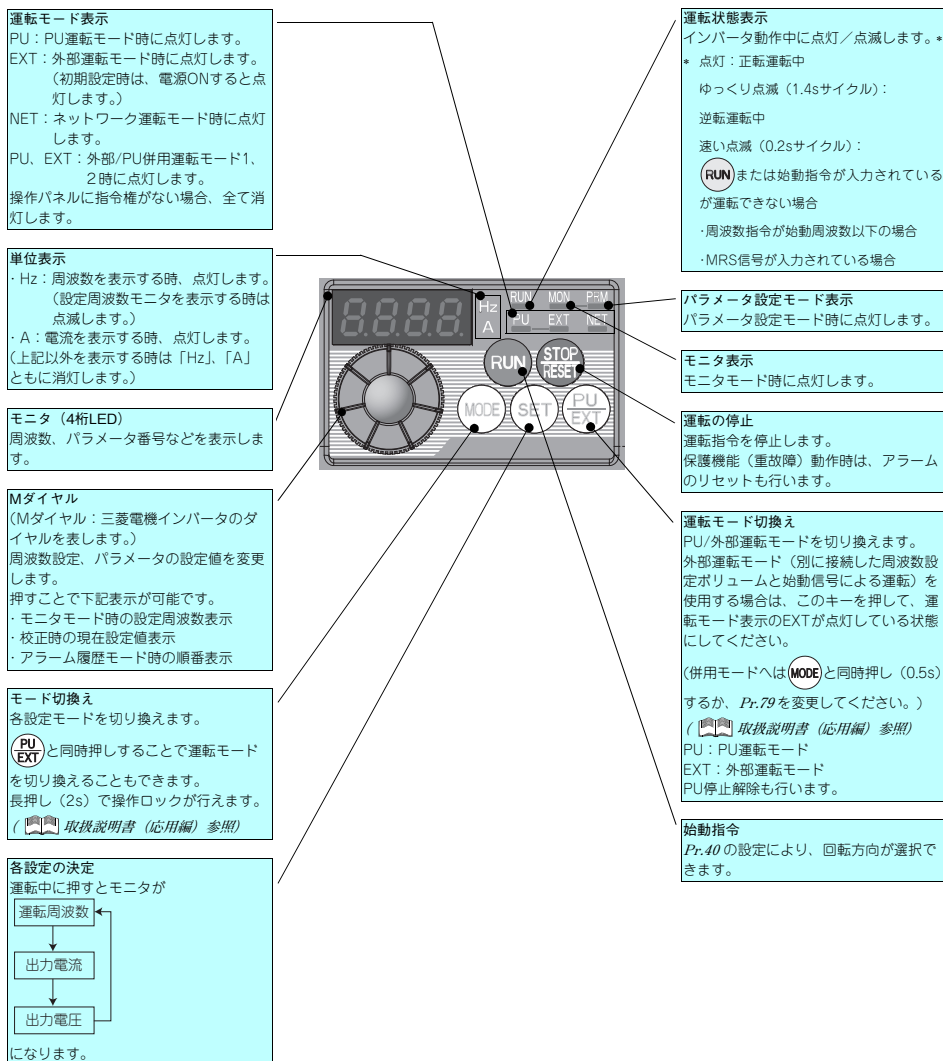 運転モード表示
PU：PU運転モード時に点灯します。
EXT：外部運転モード時に点灯します。
（初期設定時は、電源ONすると点
灯します。）
NET：ネットワーク運転モード時に点灯
します。
PU、EXT：外部/PU併用運転モード1、
2時に点灯します。
操作パネルに指令権がない場合、全て消
灯します。
単位表示
・Hz：周波数を表示する時、点灯します。
（設定周波数モニタを表示する時は
点滅します。）
・A：電流を表示する時、点灯します。
(上記以外を表示する時は「Hz」、「A」
ともに消灯します。）
モニタ（4桁LED）
周波数、パラメータ番号などを表示しま
す。
Mダイヤル
(Mダイヤル：三菱電機インバータのダ
イヤルを表します。）
周波数設定、パラメータの設定値を変更
します。
押すことで下記表示が可能です。
・モニタモード時の設定周波数表示
・校正時の現在設定値表示
・アラーム履歴モード時の順番表示
モード切換え
各設定モードを切り換えます。
PU
EXT と同時押しすることで運転モード
を切り換えることもできます。
長押し（2s）で操作ロックが行えます。
( 取扱説明書（応用編）参照)
各設定の決定
運転中に押すとモニタが
運転周波数
出力電流
出力電圧
になります。
8.8.8.8.
Hz
A
RUN MON PRM
PU EXT NET
RUN
STOP
RESET
MODE
SET
PU
EXT
運転状態表示
インバータ動作中に点灯／点滅します。*
* 点灯：正転運転中
ゆっくり点滅（1.4sサイクル）：
逆転運転中
速い点滅（0.2sサイクル）：
RUN または始動指令が入力されている
が運転できない場合
・周波数指令が始動周波数以下の場合
・MRS信号が入力されている場合
パラメータ設定モード表示
パラメータ設定モード時に点灯します。
モニタ表示
モニタモード時に点灯します。
運転の停止
運転指令を停止します。
保護機能（重故障）動作時は、アラーム
のリセットも行います。
運転モード切換え
PU/外部運転モードを切り換えます。
外部運転モード（別に接続した周波数設
定ボリュームと始動信号による運転）を
使用する場合は、このキーを押して、運
転モード表示のEXTが点灯している状態
にしてください。
(併用モードへは MODE と同時押し（0.5s）
するか、Pr.79 を変更してください。）
( 取扱説明書（応用編）参照)
PU：PU運転モード
EXT：外部運転モード
PU停止解除も行います。
始動指令
Pr.40 の設定により、回転方向が選択で
きます。